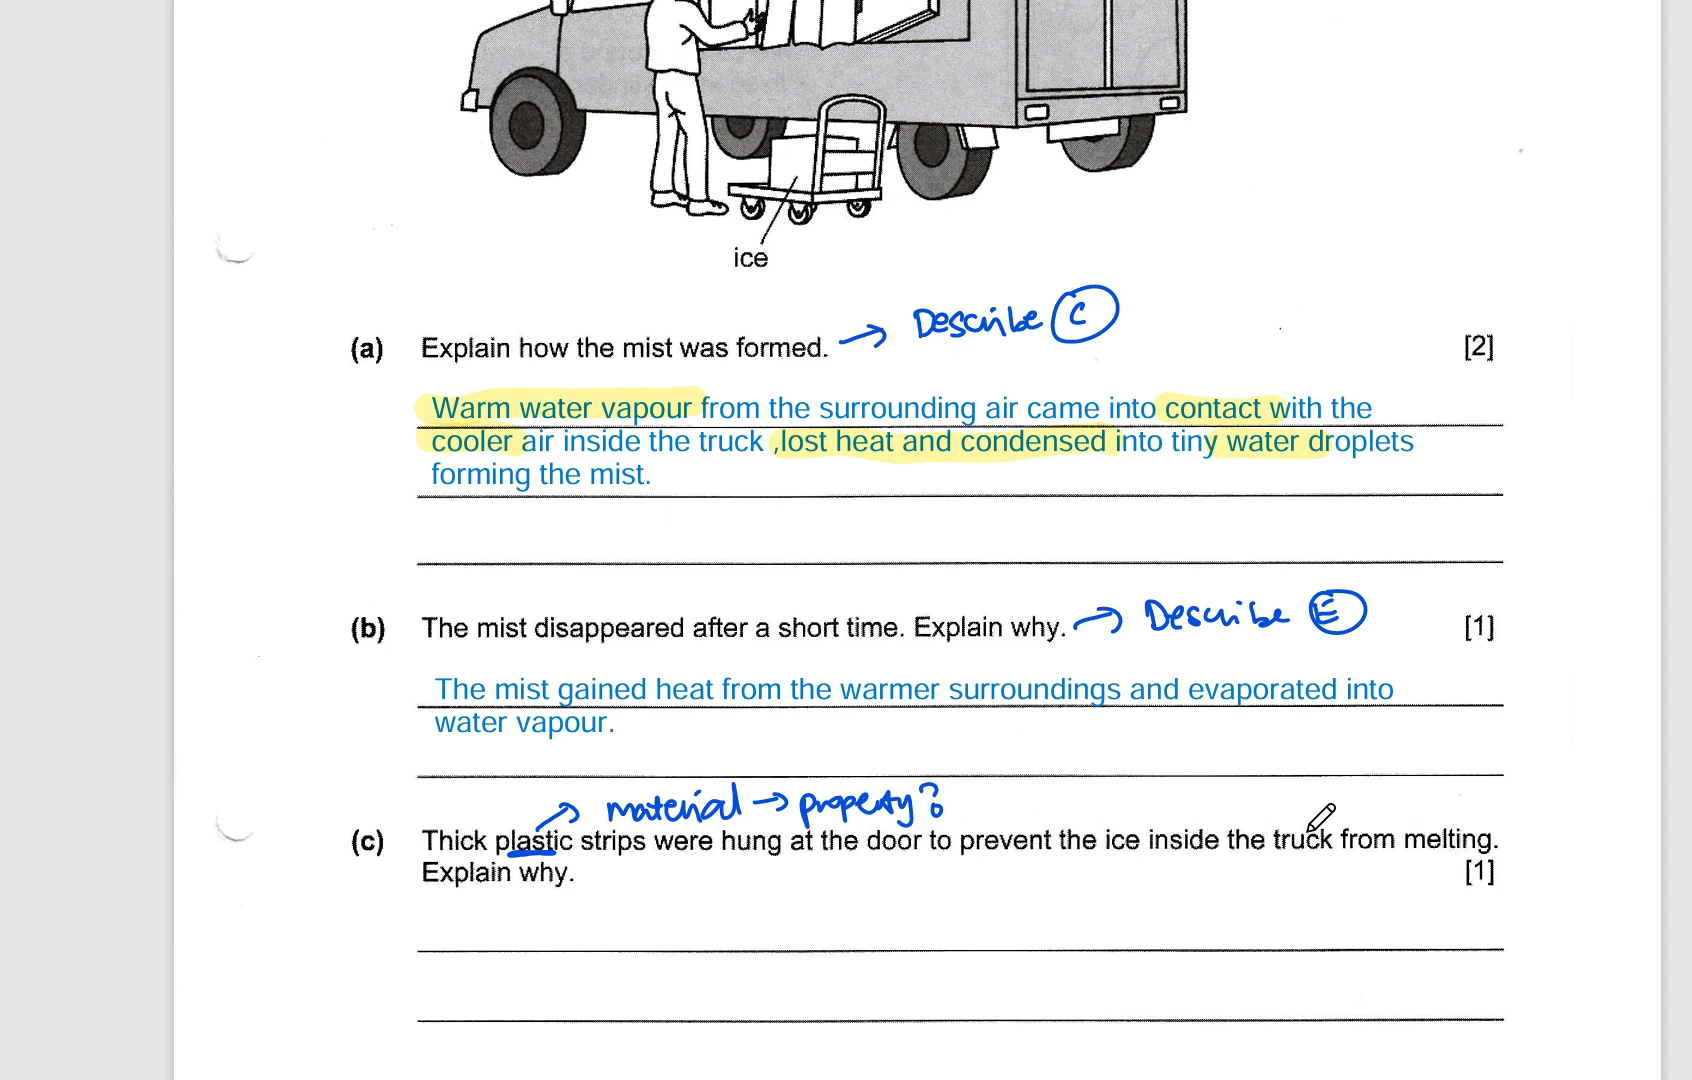 ice
Describe C
(a) Explain how the mist was formed. → [2]
Warm water vapour from the surrounding air came into contact with the
cooler air inside the truck ,lost heat and condensed into tiny water droplets
forming the mist.
(b) The mist disappeared after a short time. Explain why. → Describe E [1]
The mist gained heat from the warmer surroundings and evaporated into
water vapour.
material → property?
(c) Thick plastic strips were hung at the door to prevent the ice inside the truck from melting.
Explain why. [1]